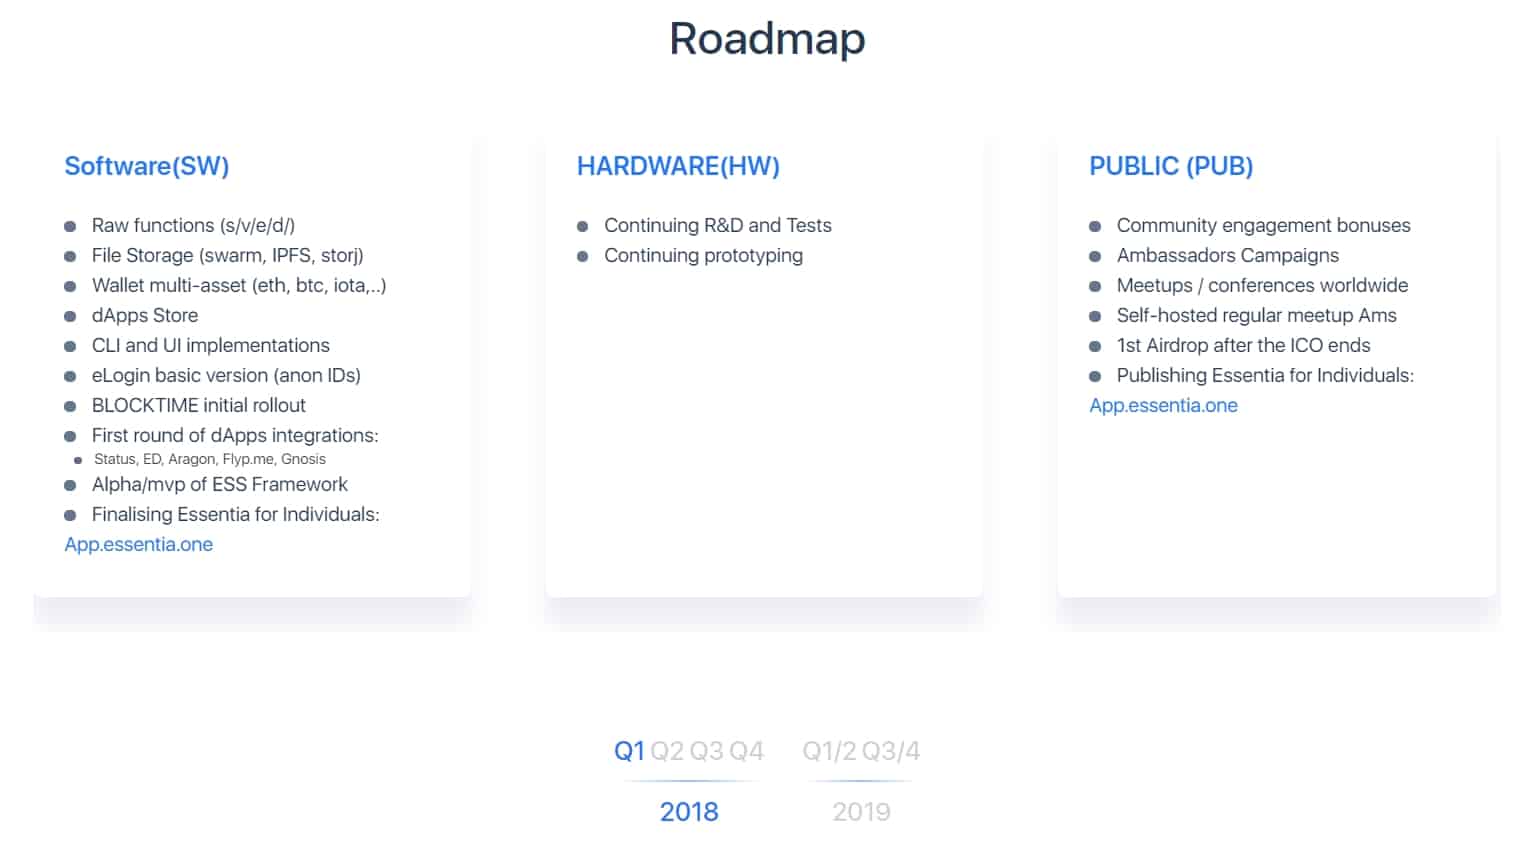 Roadmap
Software(SW)
Raw functions (s/v/e/d/)
File Storage (swarm, IPFS, storj)
Wallet multi-asset (eth, btc, iota,..)
dApps Store
CLI and UI implementations
eLogin basic version (anon IDs)
BLOCKTIME initial rollout
First round of dApps integrations:
Status, ED, Aragon, Flyp.me, Gnosis
Alpha/mvp of ESS Framework
Finalising Essentia for Individuals:
App.essentia.one
HARDWARE(HW)
Continuing R&D and Tests
Continuing prototyping
PUBLIC (PUB)
Community engagement bonuses
Ambassadors Campaigns
Meetups / conferences worldwide
Self-hosted regular meetup Ams
1st Airdrop after the ICO ends
Publishing Essentia for Individuals:
App.essentia.one
Q1 Q2 Q3 Q4
2018
Q1/2 Q3/4
2019